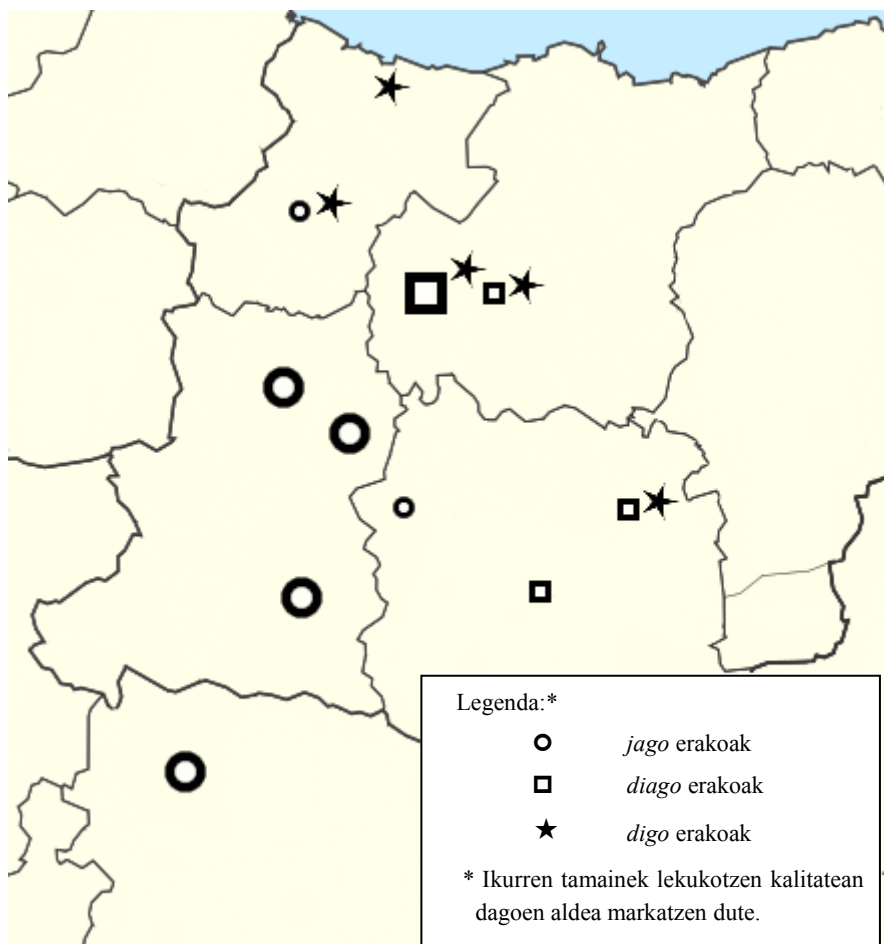 Legenda:*
jago erakoak
diago erakoak
digo erakoak
* Ikurren tamainek lekukotzen kalitatean
dagoen aldea markatzen dute.